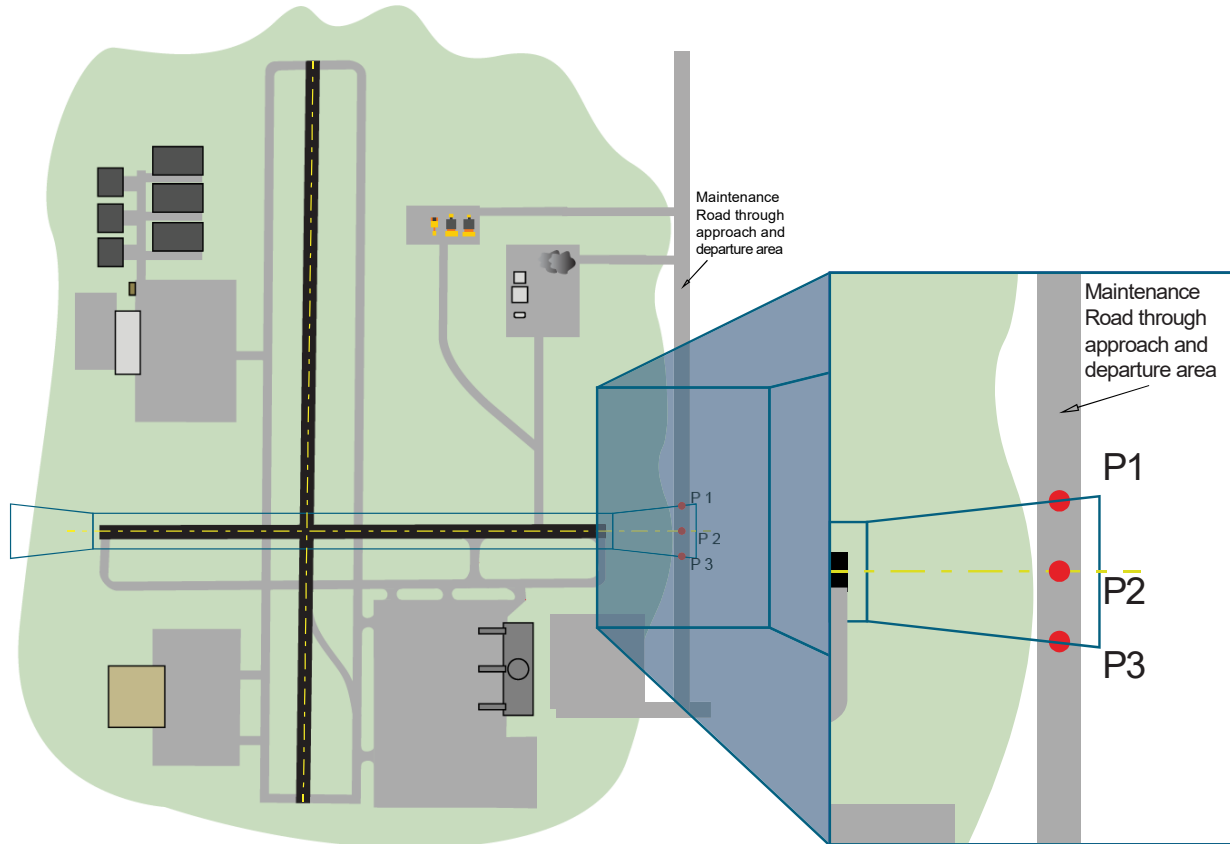 Maintenance
Road through
approach and
departure area
P 1
P 2
P 3
Maintenance
Road through
approach and
departure area
P1
P2
P3